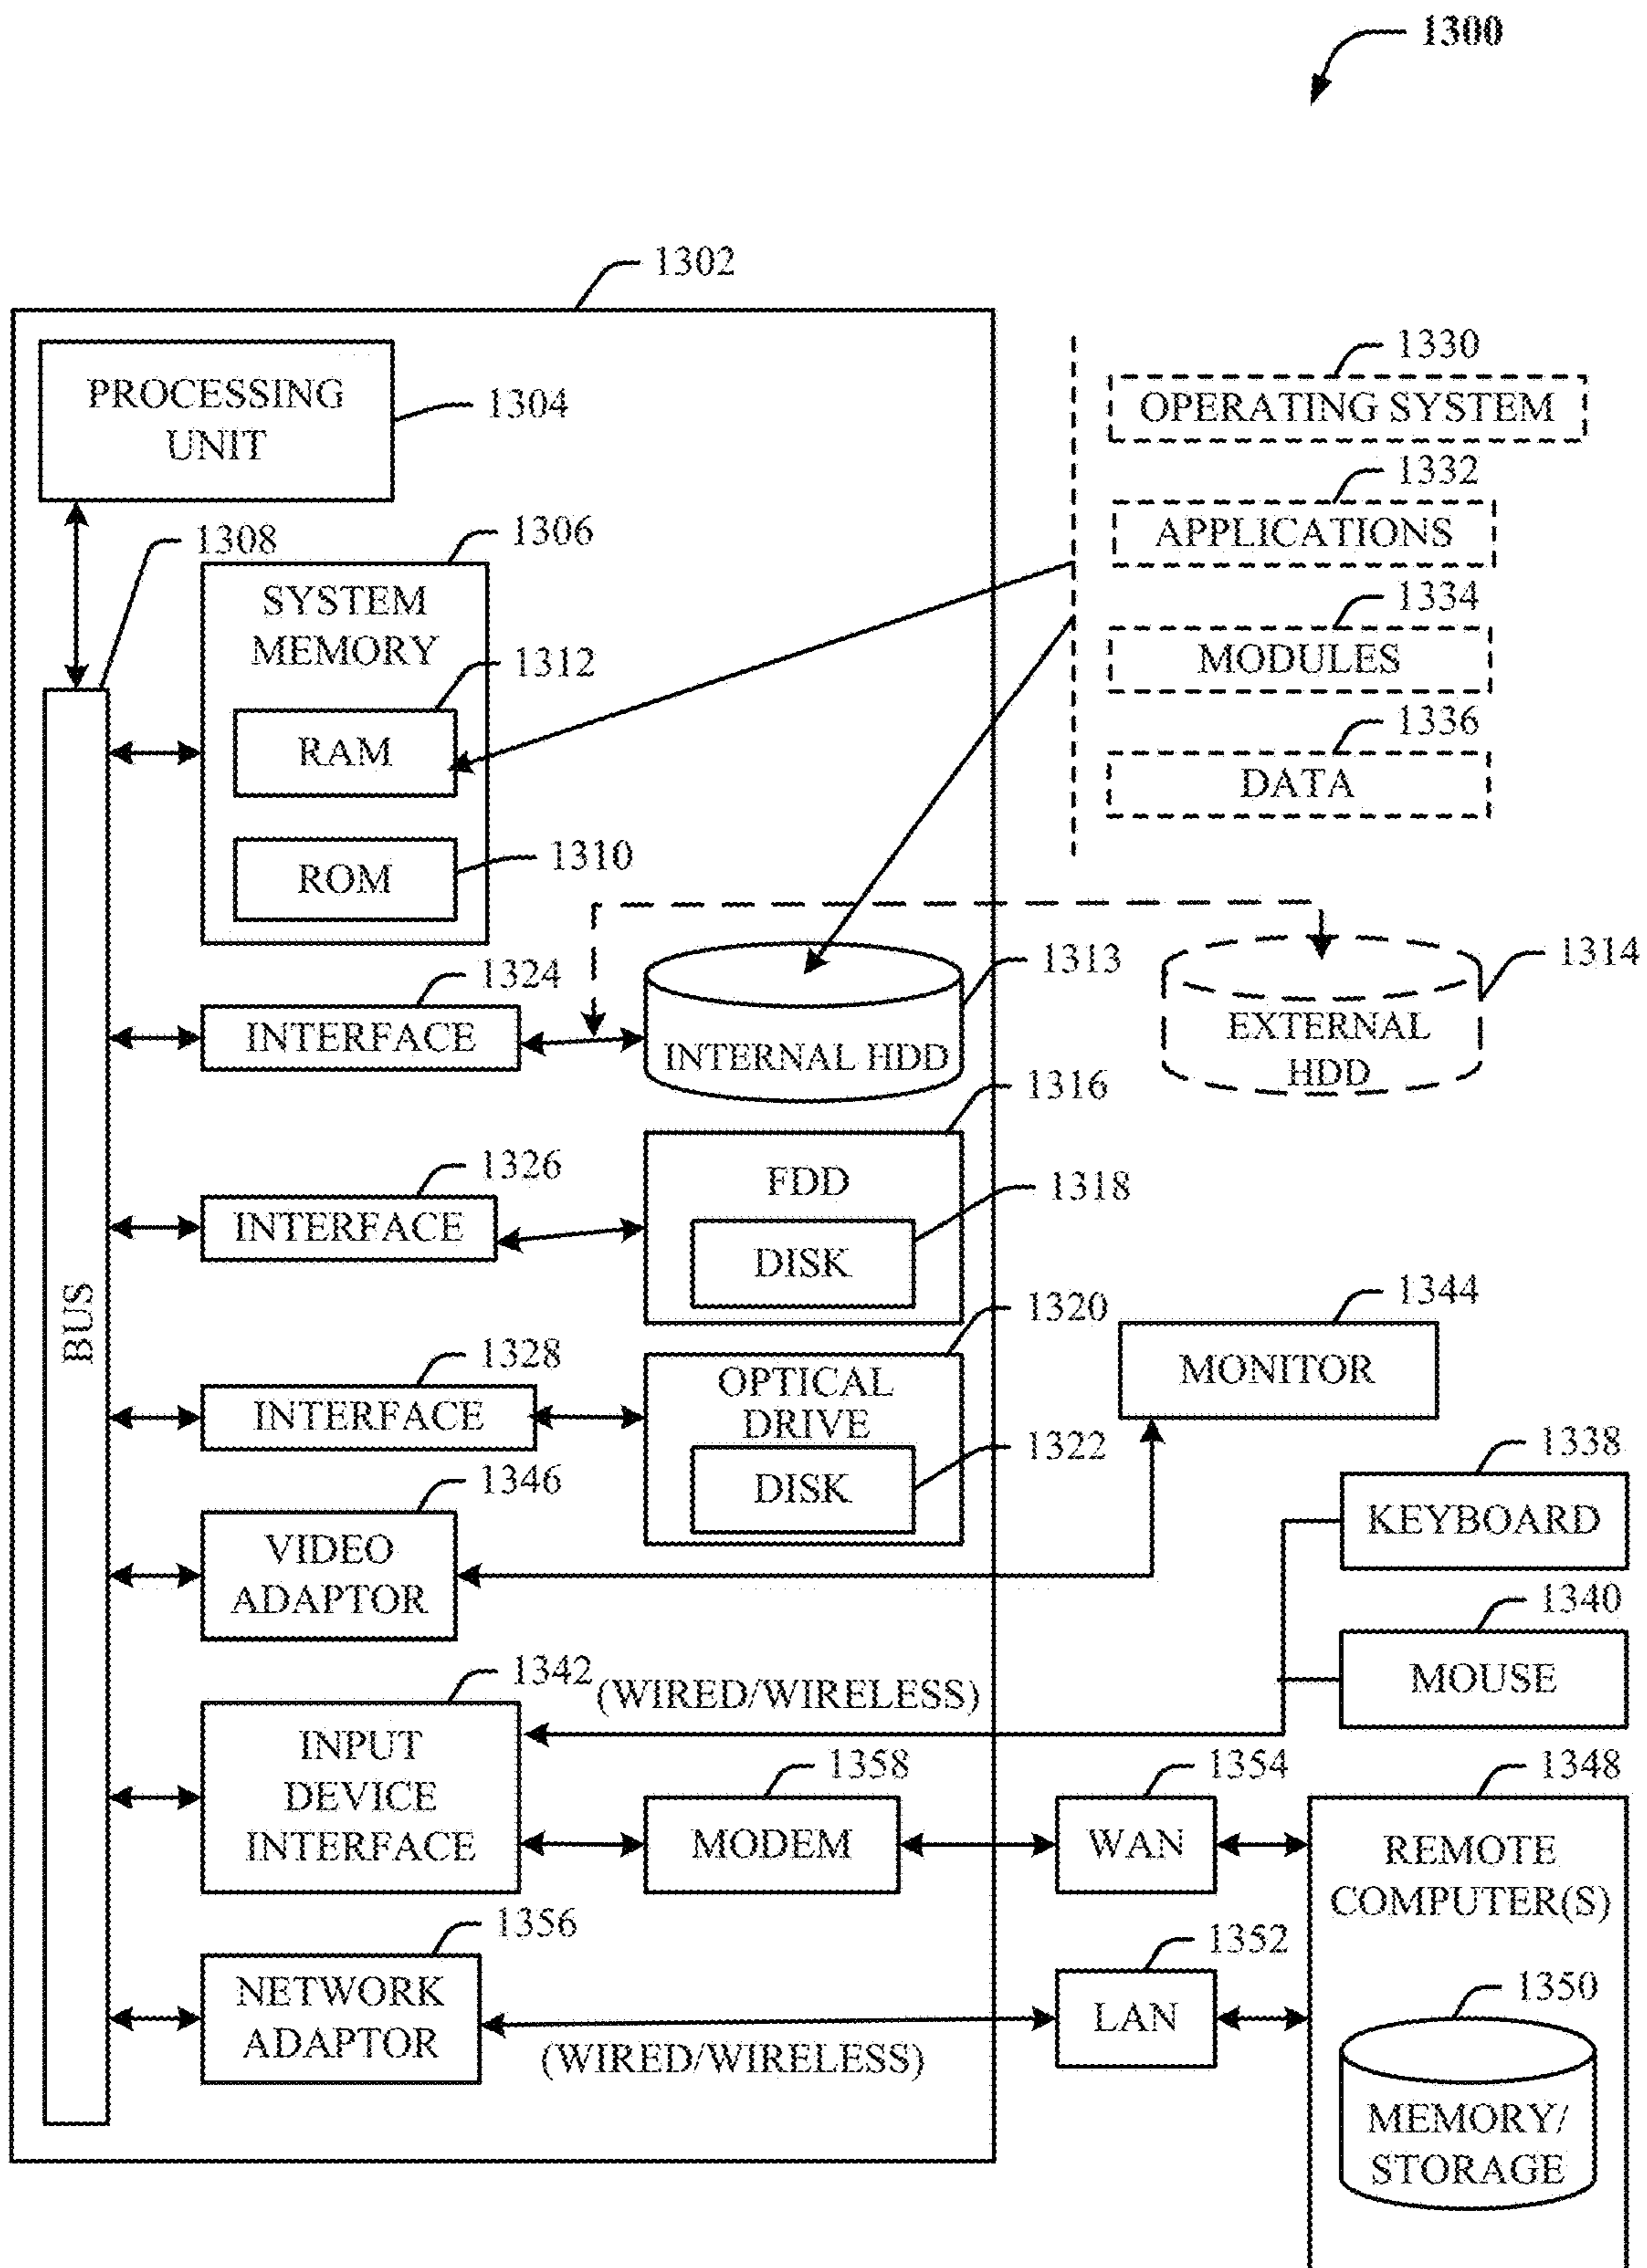 1300
1302
PROCESSING
UNIT
1304
1330
OPERATING SYSTEM
1332
APPLICATIONS
1334
MODULES
1336
DATA
1308
1306
SYSTEM
MEMORY
1312
RAM
1310
ROM
1324
INTERFACE
1313
INTERNAL HDD
1314
EXTERNAL
HDD
1316
FDD
1318
DISK
1326
INTERFACE
BUS
1320
OPTICAL
DRIVE
1322
DISK
1328
INTERFACE
1344
MONITOR
1346
VIDEO
ADAPTOR
1338
KEYBOARD
1340
MOUSE
1342
(WIRED/WIRELESS)
INPUT
DEVICE
INTERFACE
1358
MODEM
1354
WAN
1348
REMOTE
COMPUTER(S)
1356
NETWORK
ADAPTOR
(WIRED/WIRELESS)
1352
LAN
1350
MEMORY/
STORAGE